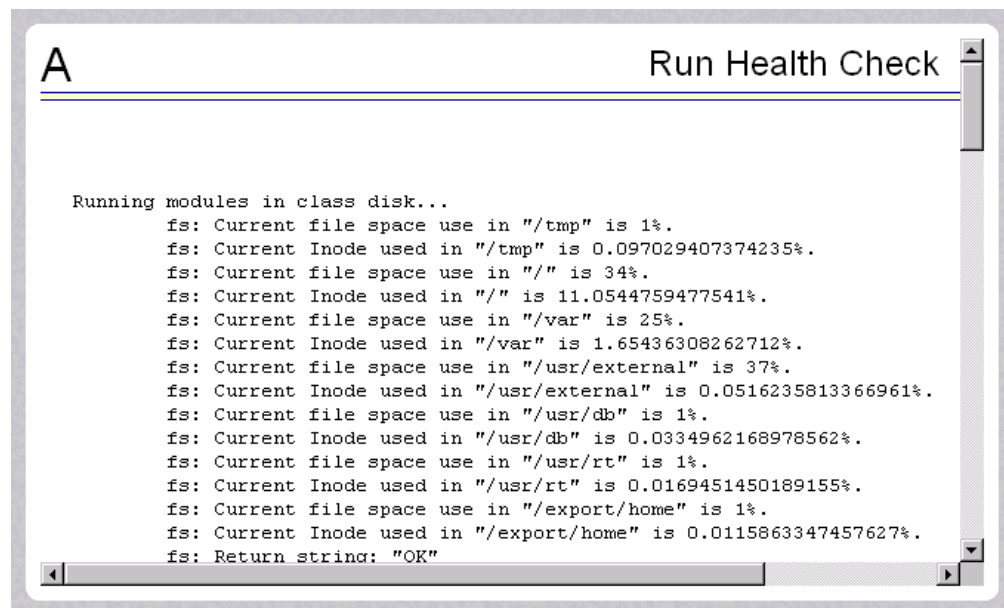 A
Run Health Check
Running modules in class disk...
fs: Current file space use in "/tmp" is 1%.
fs: Current Inode used in "/tmp" is 0.097029407374235%.
fs: Current file space use in "/" is 34%.
fs: Current Inode used in "/" is 11.0544759477541%.
fs: Current file space use in "/var" is 25%.
fs: Current Inode used in "/var" is 1.65436308262712%.
fs: Current file space use in "/usr/external" is 37%.
fs: Current Inode used in "/usr/external" is 0.0516235813366961%.
fs: Current file space use in "/usr/db" is 1%.
fs: Current Inode used in "/usr/db" is 0.0334962168978562%.
fs: Current file space use in "/usr/rt" is 1%.
fs: Current Inode used in "/usr/rt" is 0.0169451450189155%.
fs: Current file space use in "/export/home" is 1%.
fs: Current Inode used in "/export/home" is 0.0115863347457627%.
fs: Return string: "OK"